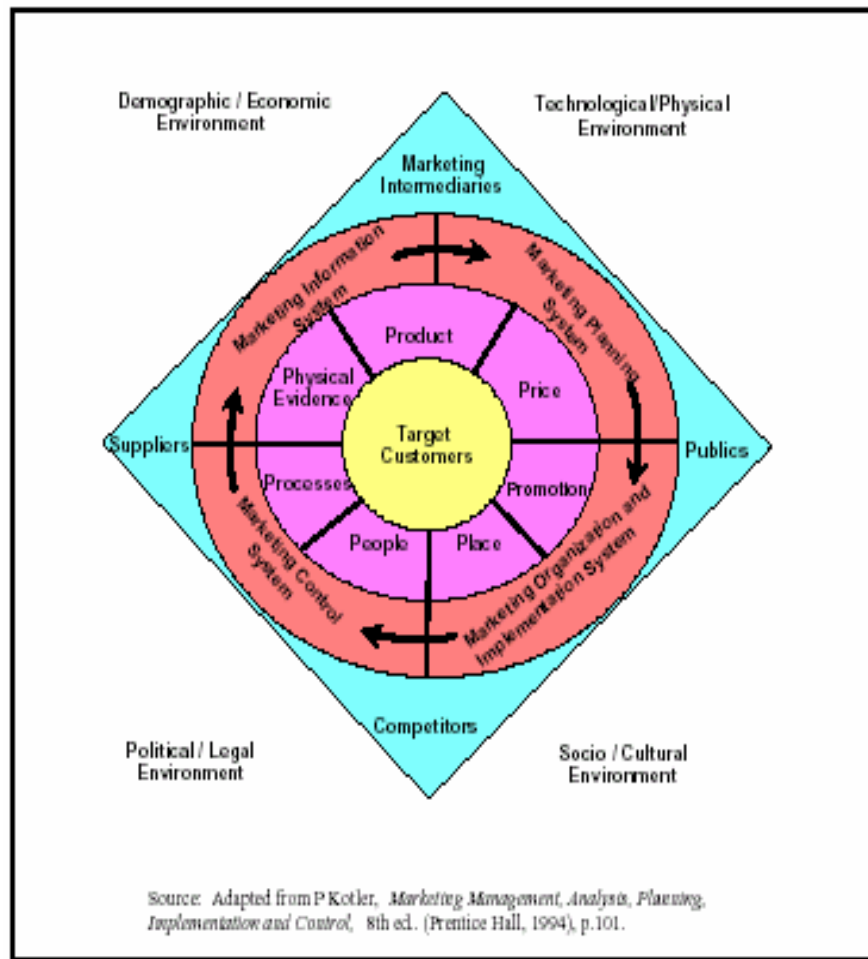 Demographic / Economic
Environment
Technological/Physical
Environment
Marketing
Intermediaries
Marketing Information
System
Marketing Planning
System
Product
Physical
Evidence
Price
Target
Customers
Suppliers
Publics
Processes
Promotion
People
Place
Marketing Control
System
Marketing Organization and
Implementation System
Competitors
Political / Legal
Environment
Socio / Cultural
Environment
Source: Adapted from P Kotler, Marketing Management, Analysis, Planning,
Implementation and Control, 8th ed. (Prentice Hall, 1994), p.101.